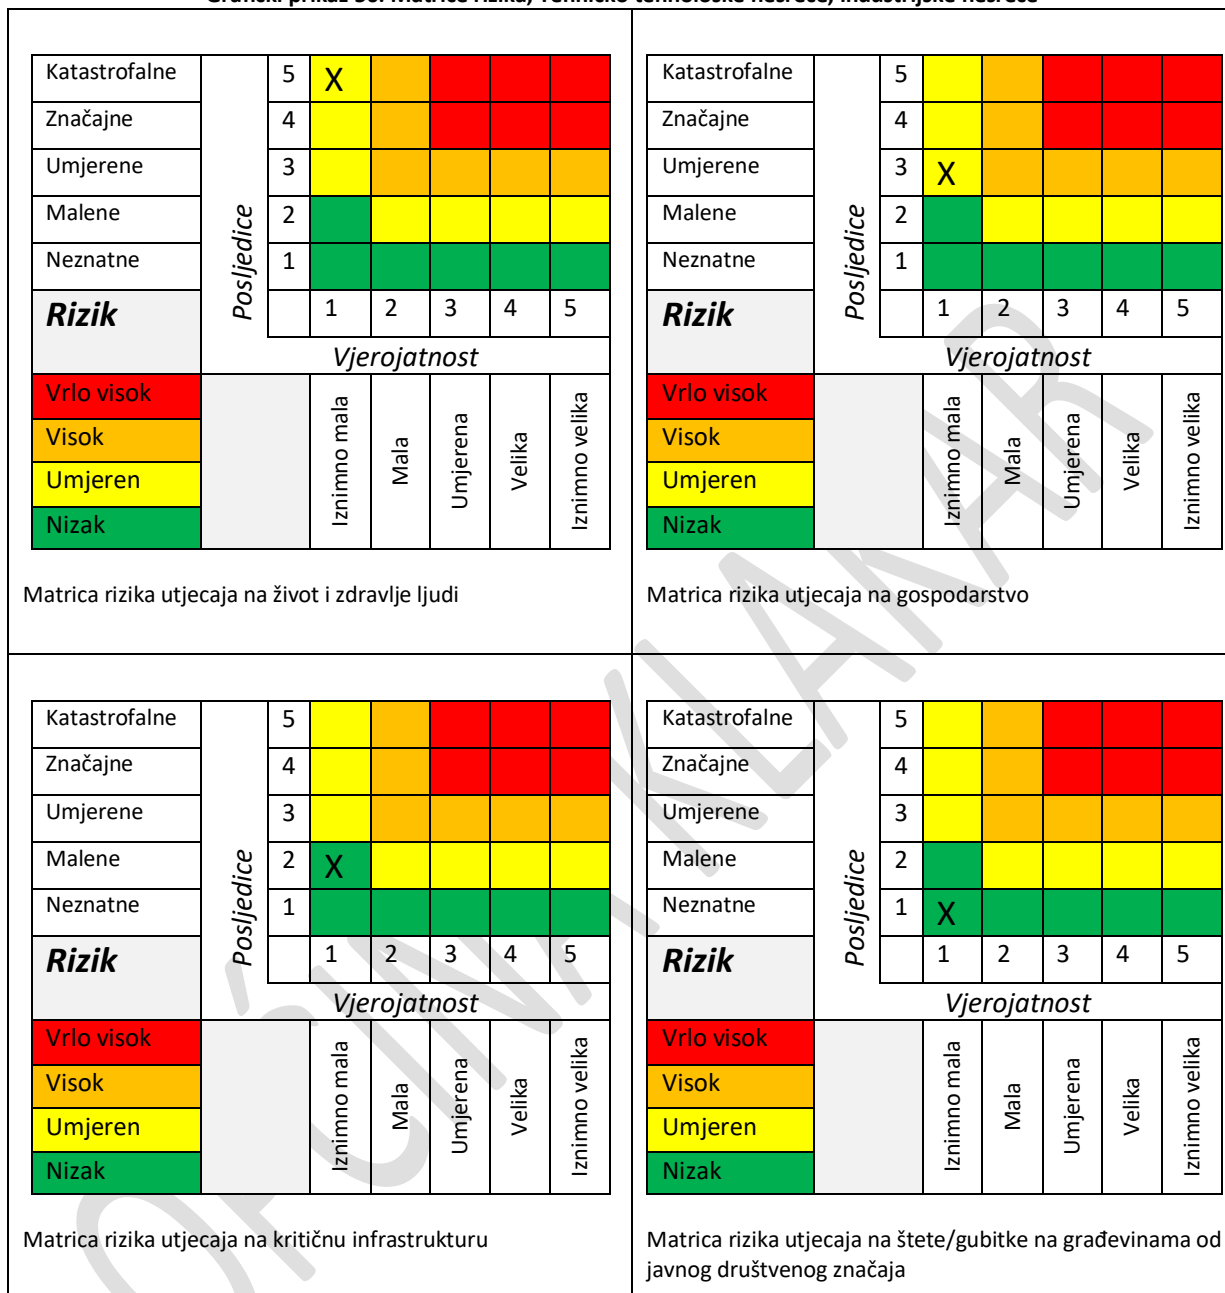 Katastrofalne 5 X
Značajne 4
Umjerene 3
Malene 2
Neznatne 1
Posljedice
Rizik 1 2 3 4 5
Vjerojatnost
Vrlo visok
Visok
Umjeren
Nizak
Iznimno mala
Mala
Umjerena
Velika
Iznimno velika
Matrica rizika utjecaja na život i zdravlje ljudi
Katastrofalne 5
Značajne 4
Umjerene 3 X
Malene 2
Neznatne 1
Posljedice
Rizik 1 2 3 4 5
Vjerojatnost
Vrlo visok
Visok
Umjeren
Nizak
Iznimno mala
Mala
Umjerena
Velika
Iznimno velika
Matrica rizika utjecaja na gospodarstvo
Katastrofalne 5
Značajne 4
Umjerene 3
Malene 2 X
Neznatne 1
Posljedice
Rizik 1 2 3 4 5
Vjerojatnost
Vrlo visok
Visok
Umjeren
Nizak
Iznimno mala
Mala
Umjerena
Velika
Iznimno velika
Matrica rizika utjecaja na kritičnu infrastrukturu
Katastrofalne 5
Značajne 4
Umjerene 3
Malene 2
Neznatne 1 X
Posljedice
Rizik 1 2 3 4 5
Vjerojatnost
Vrlo visok
Visok
Umjeren
Nizak
Iznimno mala
Mala
Umjerena
Velika
Iznimno velika
Matrica rizika utjecaja na štete/gubitke na građevinama od
javnog društvenog značaja
OPĆINA KLAKAR